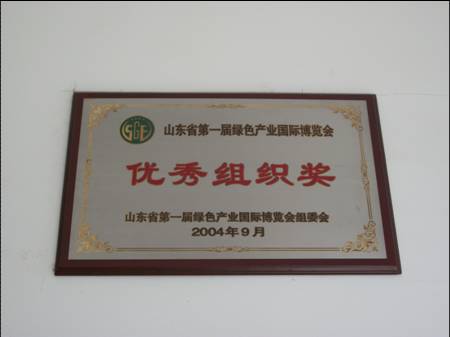 SGE
山东省第一届绿色产业国际博览会
优秀组织奖
山东省第一届绿色产业国际博览会组委会
2004年9月